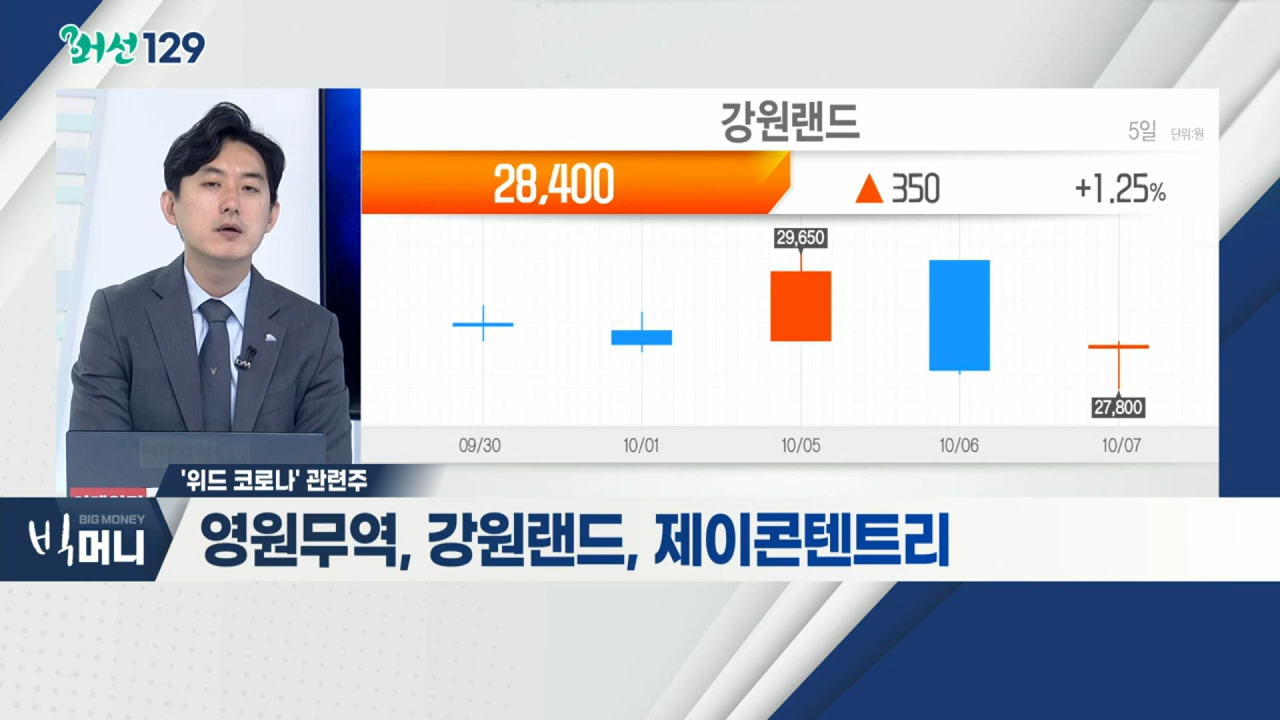 머선129
강원랜드
5일 단위:원
28,400 ▲350 +1.25%
29,650
27,800
09/30 10/01 10/05 10/06 10/07
'위드 코로나' 관련주
BIG MONEY
빅머니
영원무역, 강원랜드, 제이콘텐트리